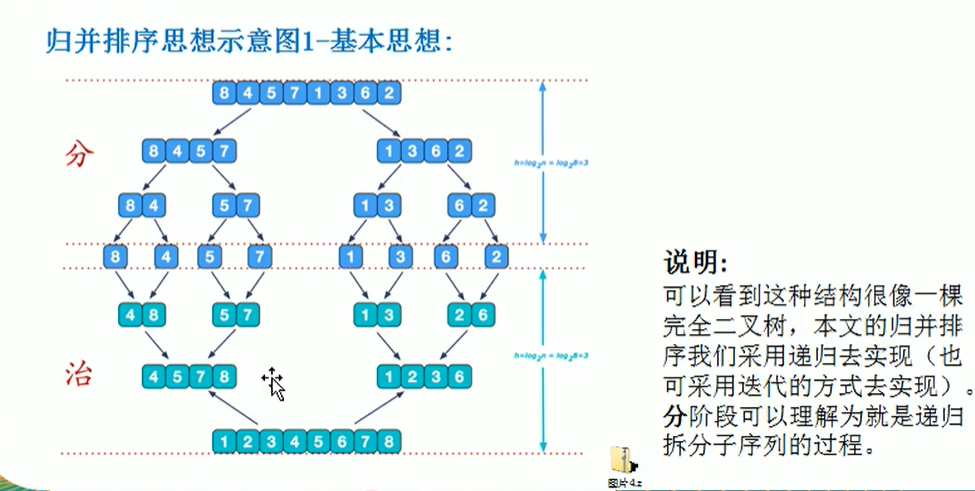 归并排序思想示意图1-基本思想:
8 4 5 7 1 3 6 2
分
8 4 5 7 1 3 6 2
h=log₂n = log₂8=3
8 4 5 7 1 3 6 2
8 4 5 7 1 3 6 2
4 8 5 7 1 3 2 6
h=log₂n = log₂8=3
治
4 5 7 8 1 2 3 6
1 2 3 4 5 6 7 8
说明:
可以看到这种结构很像一棵
完全二叉树，本文的归并排
序我们采用递归去实现（也
可采用迭代的方式去实现）。
分阶段可以理解为就是递归
拆分子序列的过程。
图片4.z